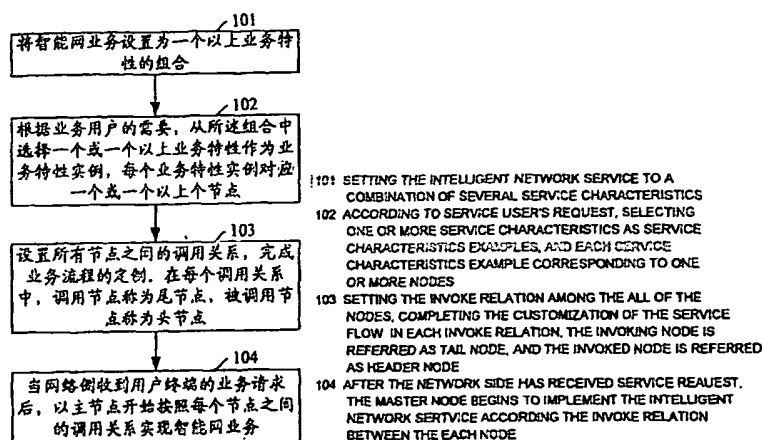 101
将智能网业务设置为一个以上业务特
性的组合
102
根据业务用户的需要，从所述组合中
选择一个或一个以上业务特性作为业
务特性实例，每个业务特性实例对应
一个或一个以上个节点
103
设置所有节点之间的调用关系，完成
业务流程的定制．在每个调用关系
中，调用节点称为尾节点，被调用节
点称为头节点
104
当网络侧收到用户终端的业务请求
后，以主节点开始按照每个节点之间
的调用关系实现智能网业务
101 SETTING THE INTELLIGENT NETWORK SERVICE TO A
COMBINATION OF SEVERAL SERVICE CHARACTERISTICS
102 ACCORDING TO SERVICE USER'S REQUEST, SELECTING
ONE OR MORE SERVICE CHARACTERISTICS AS SERVICE
CHARACTERISTICS EXAMPLES, AND EACH SERVICE
CHARACTERISTICS EXAMPLE CORRESPONDING TO ONE
OR MORE NODES
103 SETTING THE INVOKE RELATION AMONG THE ALL OF THE
NODES, COMPLETING THE CUSTOMIZATION OF THE SERVICE
FLOW IN EACH INVOKE RELATION, THE INVOKING NODE IS
REFERRED AS TAIL NODE, AND THE INVOKED NODE IS REFERRED
AS HEADER NODE
104 AFTER THE NETWORK SIDE HAS RECEIVED SERVICE REAUEST,
THE MASTER NODE BEGINS TO IMPLEMENT THE INTELLIGENT
NETWORK SERTVICE ACCORDING THE INVOKE RELATION
BETWEEN THE EACH NODE